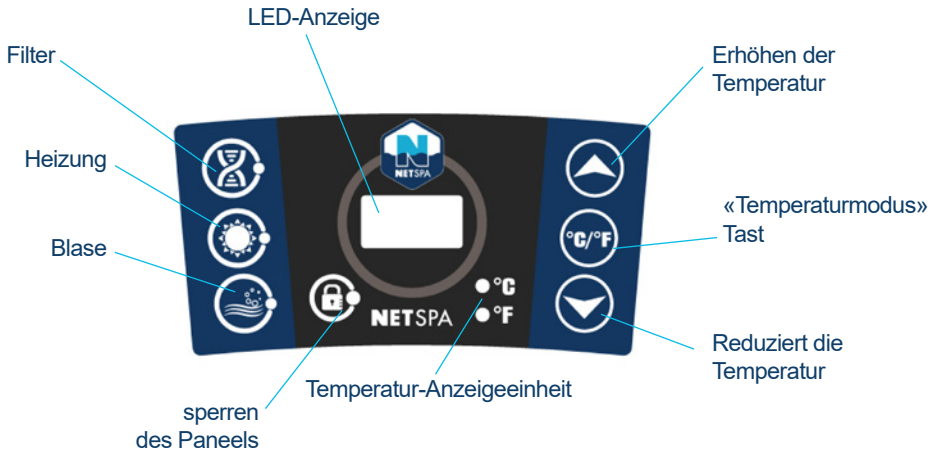 LED-Anzeige
Filter
Erhöhen der
Temperatur
Heizung
N
NETSPA
«Temperaturmodus»
Tast
°C/°F
Blase
°C
NETSPA
°F
Reduziert die
Temperatur
Temperatur-Anzeigeeinheit
sperren
des Paneels